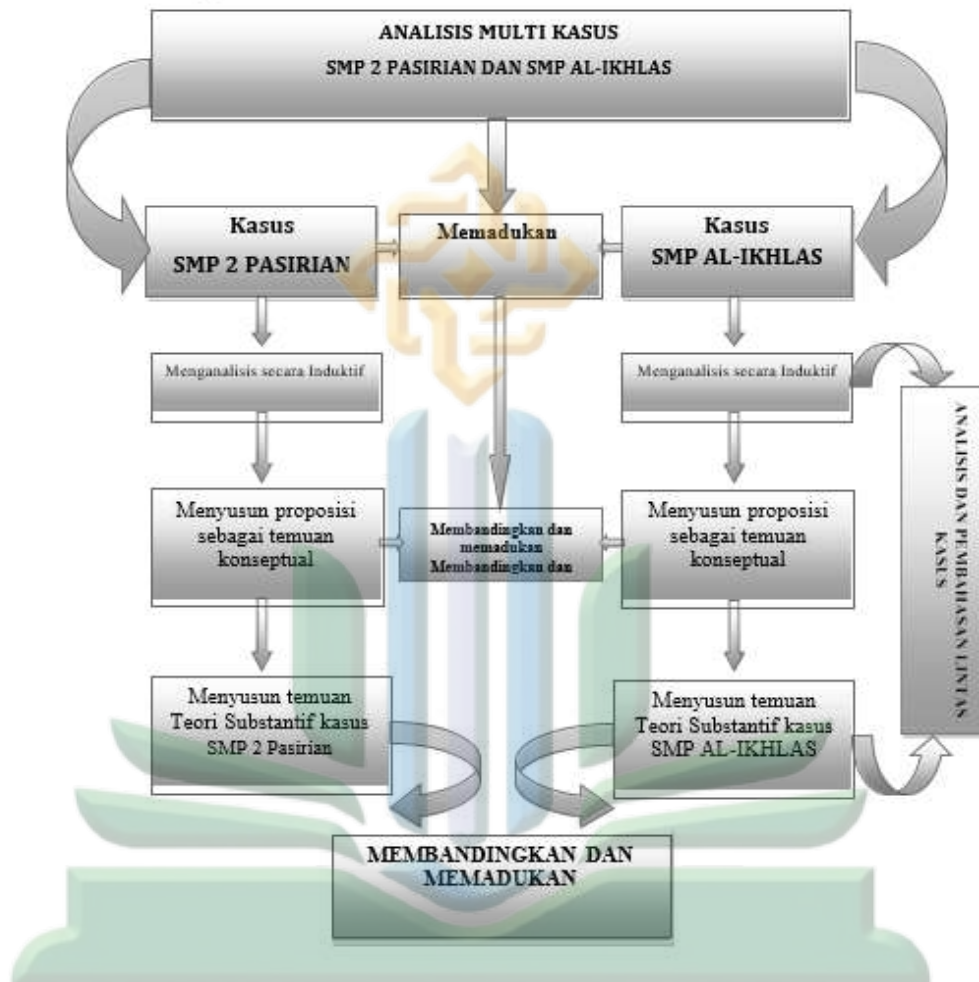 ANALISIS MULTI KASUS
SMP 2 PASIRIAN DAN SMP AL-IKHLAS
Kasus
SMP 2 PASIRIAN
Memadukan
Kasus
SMP AL-IKHLAS
Menganalisis secara Induktif
Menganalisis secara Induktif
Menyusun proposisi
sebagai temuan
konseptual
Membandingkan dan
memadukan
Membandingkan dan
Menyusun proposisi
sebagai temuan
konseptual
ANALISIS DAN PEMBAHASAN LINTAS
KASUS
Menyusun temuan
Teori Substantif kasus
SMP 2 Pasirian
Menyusun temuan
Teori Substantif kasus
SMP AL-IKHLAS
MEMBANDINGKAN DAN
MEMADUKAN